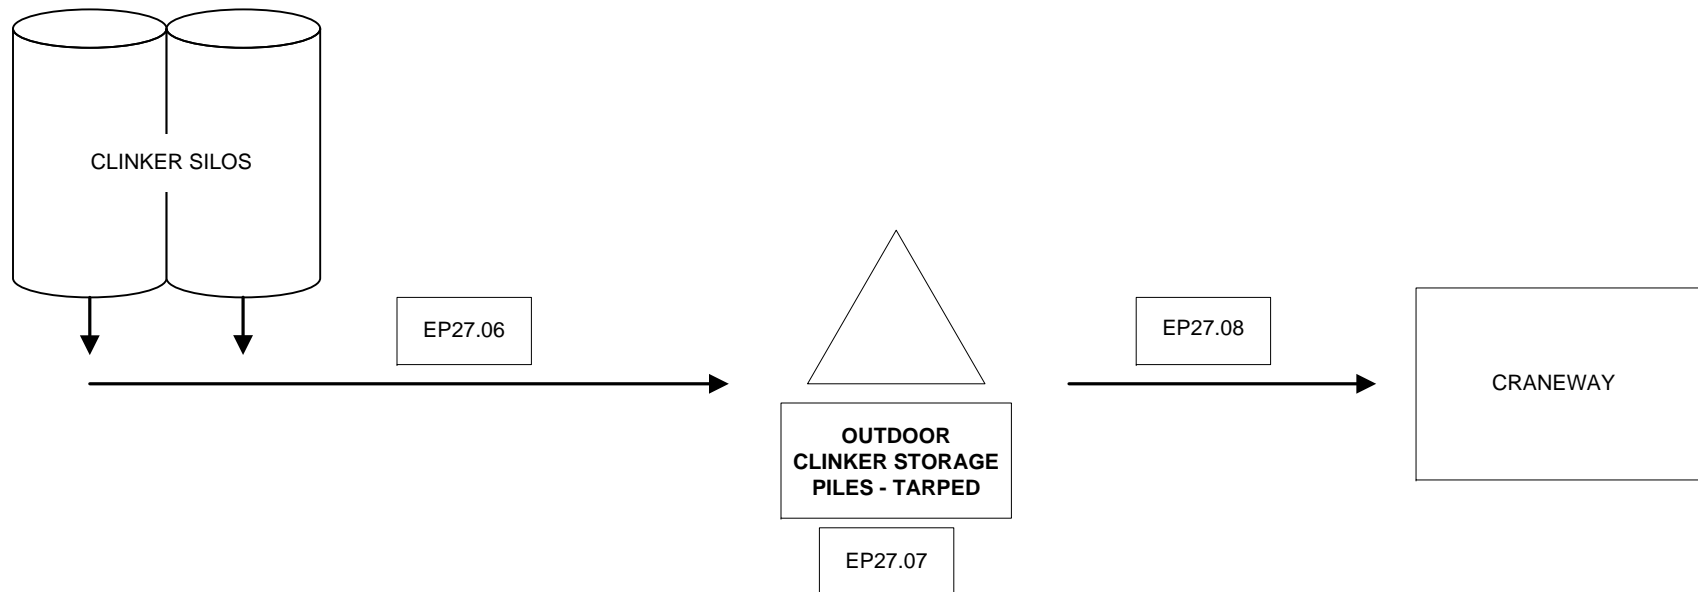 CLINKER SILOS
EP27.06
EP27.08
CRANEWAY
OUTDOOR
CLINKER STORAGE
PILES - TARPED
EP27.07